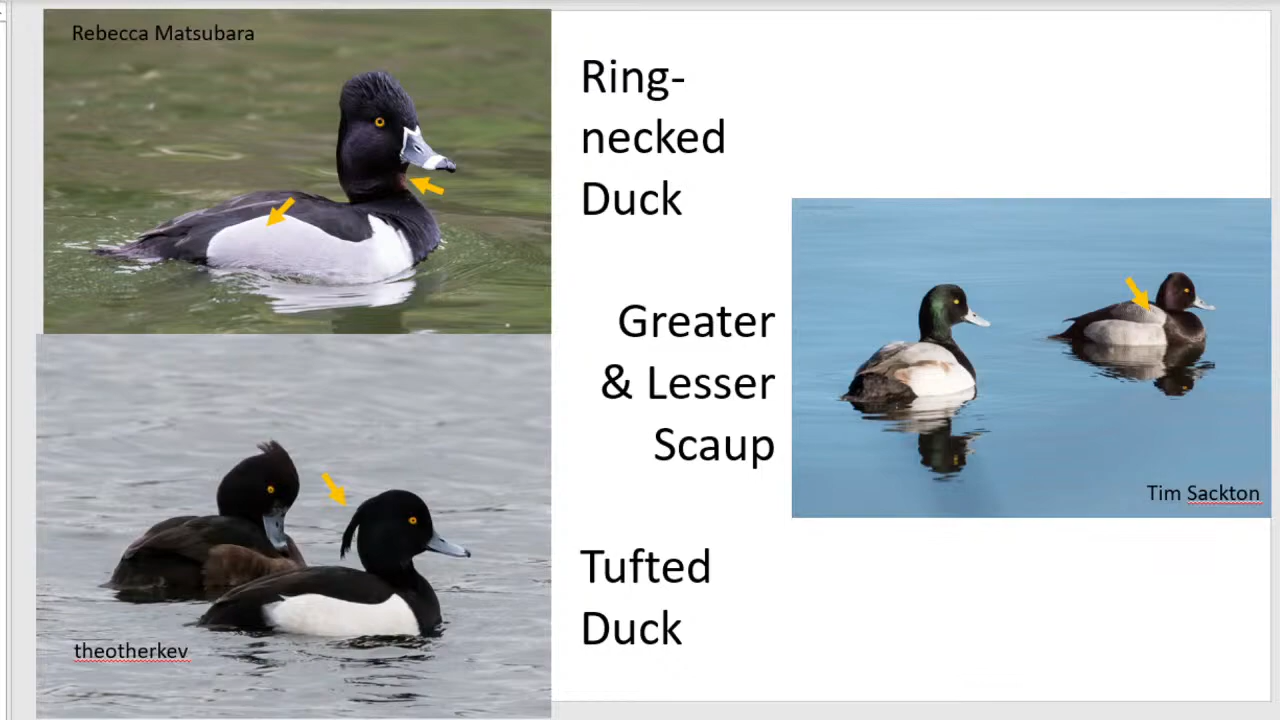 Rebecca Matsubara
Ring-
necked
Duck
Greater
& Lesser
Scaup
Tim Sackton
Tufted
Duck
theotherkev